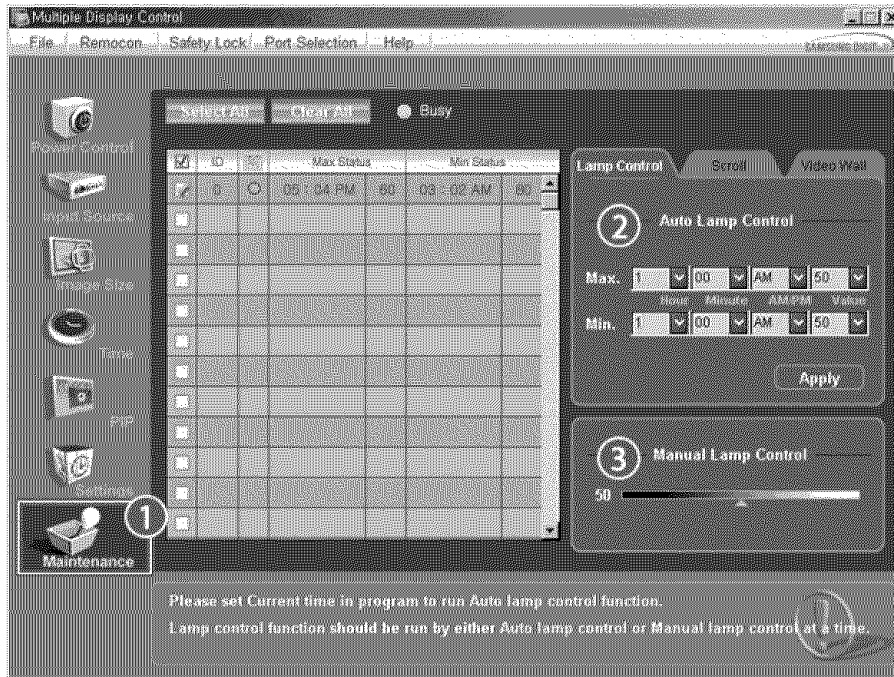 Multiple Display Control
File Remocon Safety Lock Port Selection Help
SAMSUNG
Select All Clear All Busy
Power Control
Input Source
Image Size
Time
PIP
Settings
1
Maintenance
ID Max Status Min Status
0 05 : 04 PM 60 03 : 02 AM 60
Lamp Control Scroll Video Wall
2 Auto Lamp Control
Max. 1 00 AM 50
Hour Minute AM/PM Value
Min. 1 00 AM 50
Apply
3 Manual Lamp Control
50
Please set Current time in program to run Auto lamp control function.
Lamp control function should be run by either Auto lamp control or Manual lamp control at a time.